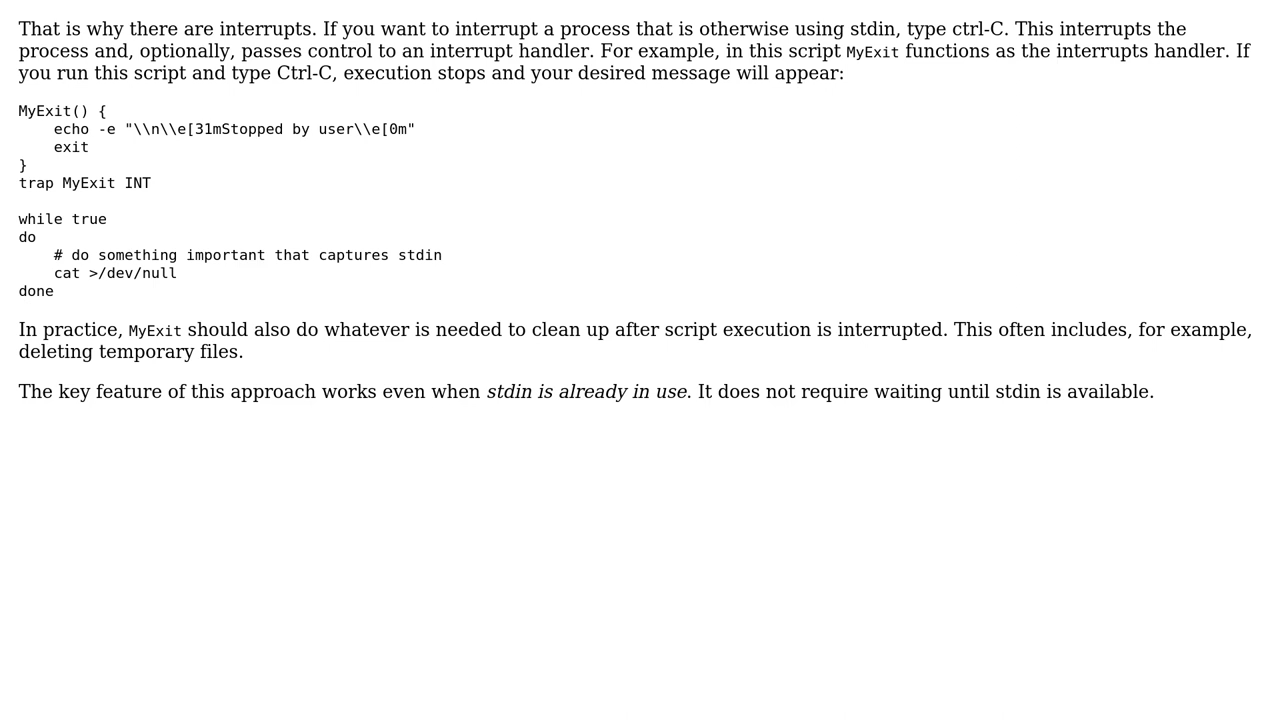 That is why there are interrupts. If you want to interrupt a process that is otherwise using stdin, type ctrl-C. This interrupts the
process and, optionally, passes control to an interrupt handler. For example, in this script MyExit functions as the interrupts handler. If
you run this script and type Ctrl-C, execution stops and your desired message will appear:
MyExit() {
    echo -e "\\n\\e[31mStopped by user\\e[0m"
    exit
}
trap MyExit INT
while true
do
    # do something important that captures stdin
    cat >/dev/null
done
In practice, MyExit should also do whatever is needed to clean up after script execution is interrupted. This often includes, for example,
deleting temporary files.
The key feature of this approach works even when stdin is already in use. It does not require waiting until stdin is available.